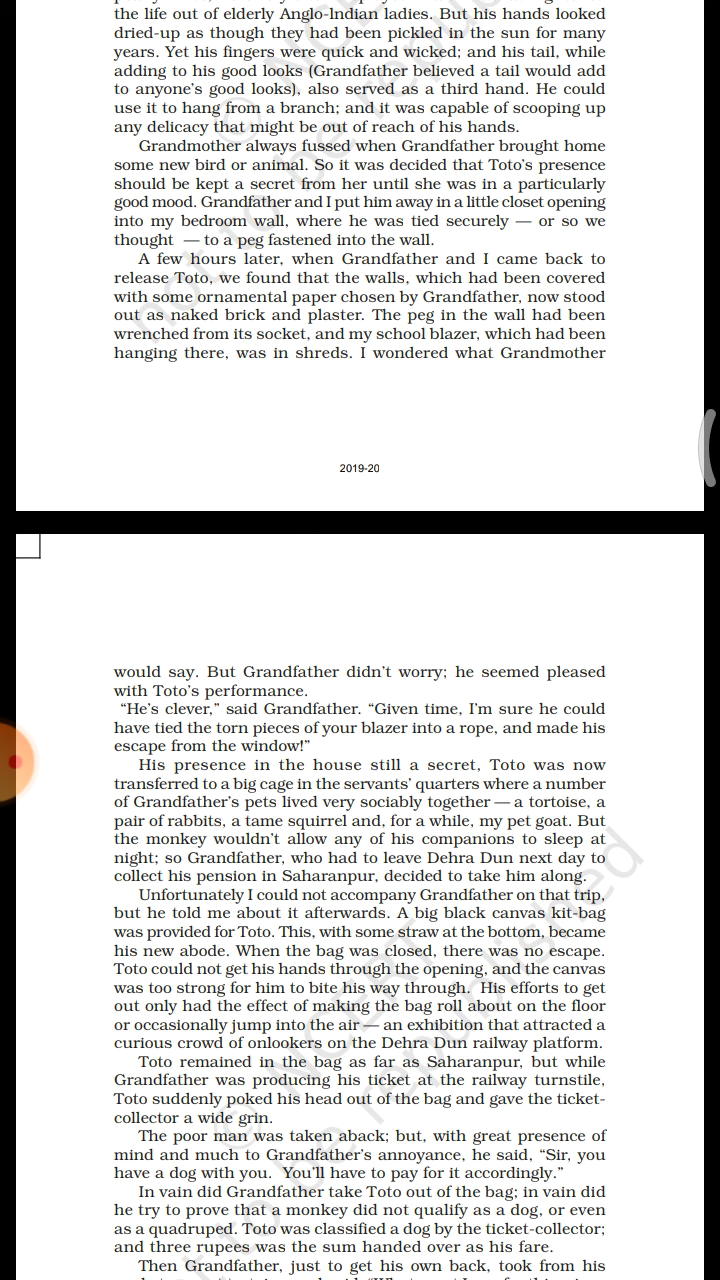 the life out of elderly Anglo-Indian ladies. But his hands looked
dried-up as though they had been pickled in the sun for many
years. Yet his fingers were quick and wicked; and his tail, while
adding to his good looks (Grandfather believed a tail would add
to anyone's good looks), also served as a third hand. He could
use it to hang from a branch; and it was capable of scooping up
any delicacy that might be out of reach of his hands.
Grandmother always fussed when Grandfather brought home
some new bird or animal. So it was decided that Toto's presence
should be kept a secret from her until she was in a particularly
good mood. Grandfather and I put him away in a little closet opening
into my bedroom wall, where he was tied securely — or so we
thought — to a peg fastened into the wall.
A few hours later, when Grandfather and I came back to
release Toto, we found that the walls, which had been covered
with some ornamental paper chosen by Grandfather, now stood
out as naked brick and plaster. The peg in the wall had been
wrenched from its socket, and my school blazer, which had been
hanging there, was in shreds. I wondered what Grandmother
2019-20
would say. But Grandfather didn't worry; he seemed pleased
with Toto's performance.
“He's clever,” said Grandfather. “Given time, I'm sure he could
have tied the torn pieces of your blazer into a rope, and made his
escape from the window!”
His presence in the house still a secret, Toto was now
transferred to a big cage in the servants' quarters where a number
of Grandfather's pets lived very sociably together — a tortoise, a
pair of rabbits, a tame squirrel and, for a while, my pet goat. But
the monkey wouldn't allow any of his companions to sleep at
night; so Grandfather, who had to leave Dehra Dun next day to
collect his pension in Saharanpur, decided to take him along.
Unfortunately I could not accompany Grandfather on that trip,
but he told me about it afterwards. A big black canvas kit-bag
was provided for Toto. This, with some straw at the bottom, became
his new abode. When the bag was closed, there was no escape.
Toto could not get his hands through the opening, and the canvas
was too strong for him to bite his way through. His efforts to get
out only had the effect of making the bag roll about on the floor
or occasionally jump into the air — an exhibition that attracted a
curious crowd of onlookers on the Dehra Dun railway platform.
Toto remained in the bag as far as Saharanpur, but while
Grandfather was producing his ticket at the railway turnstile,
Toto suddenly poked his head out of the bag and gave the ticket-
collector a wide grin.
The poor man was taken aback; but, with great presence of
mind and much to Grandfather's annoyance, he said, “Sir, you
have a dog with you. You'll have to pay for it accordingly.”
In vain did Grandfather take Toto out of the bag; in vain did
he try to prove that a monkey did not qualify as a dog, or even
as a quadruped. Toto was classified a dog by the ticket-collector;
and three rupees was the sum handed over as his fare.
Then Grandfather, just to get his own back, took from his
© NCERT
not to be republished